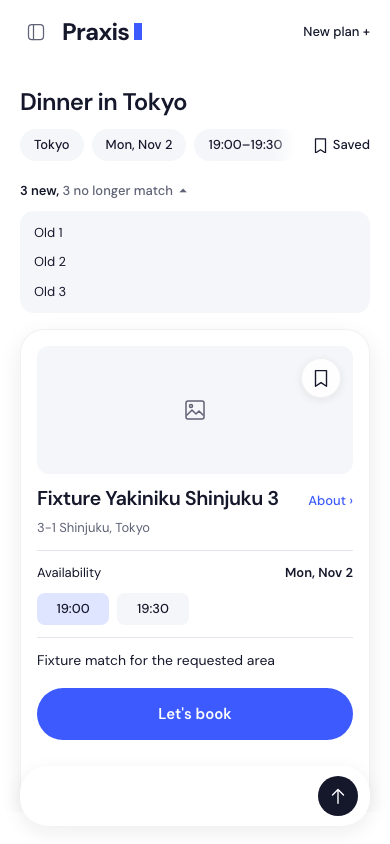 Praxis
New plan +
Dinner in Tokyo
Tokyo
Mon, Nov 2
19:00–19:30
Saved
3 new, 3 no longer match
Old 1
Old 2
Old 3
Fixture Yakiniku Shinjuku 3
About ›
3-1 Shinjuku, Tokyo
Availability
Mon, Nov 2
19:00
19:30
Fixture match for the requested area
Let's book